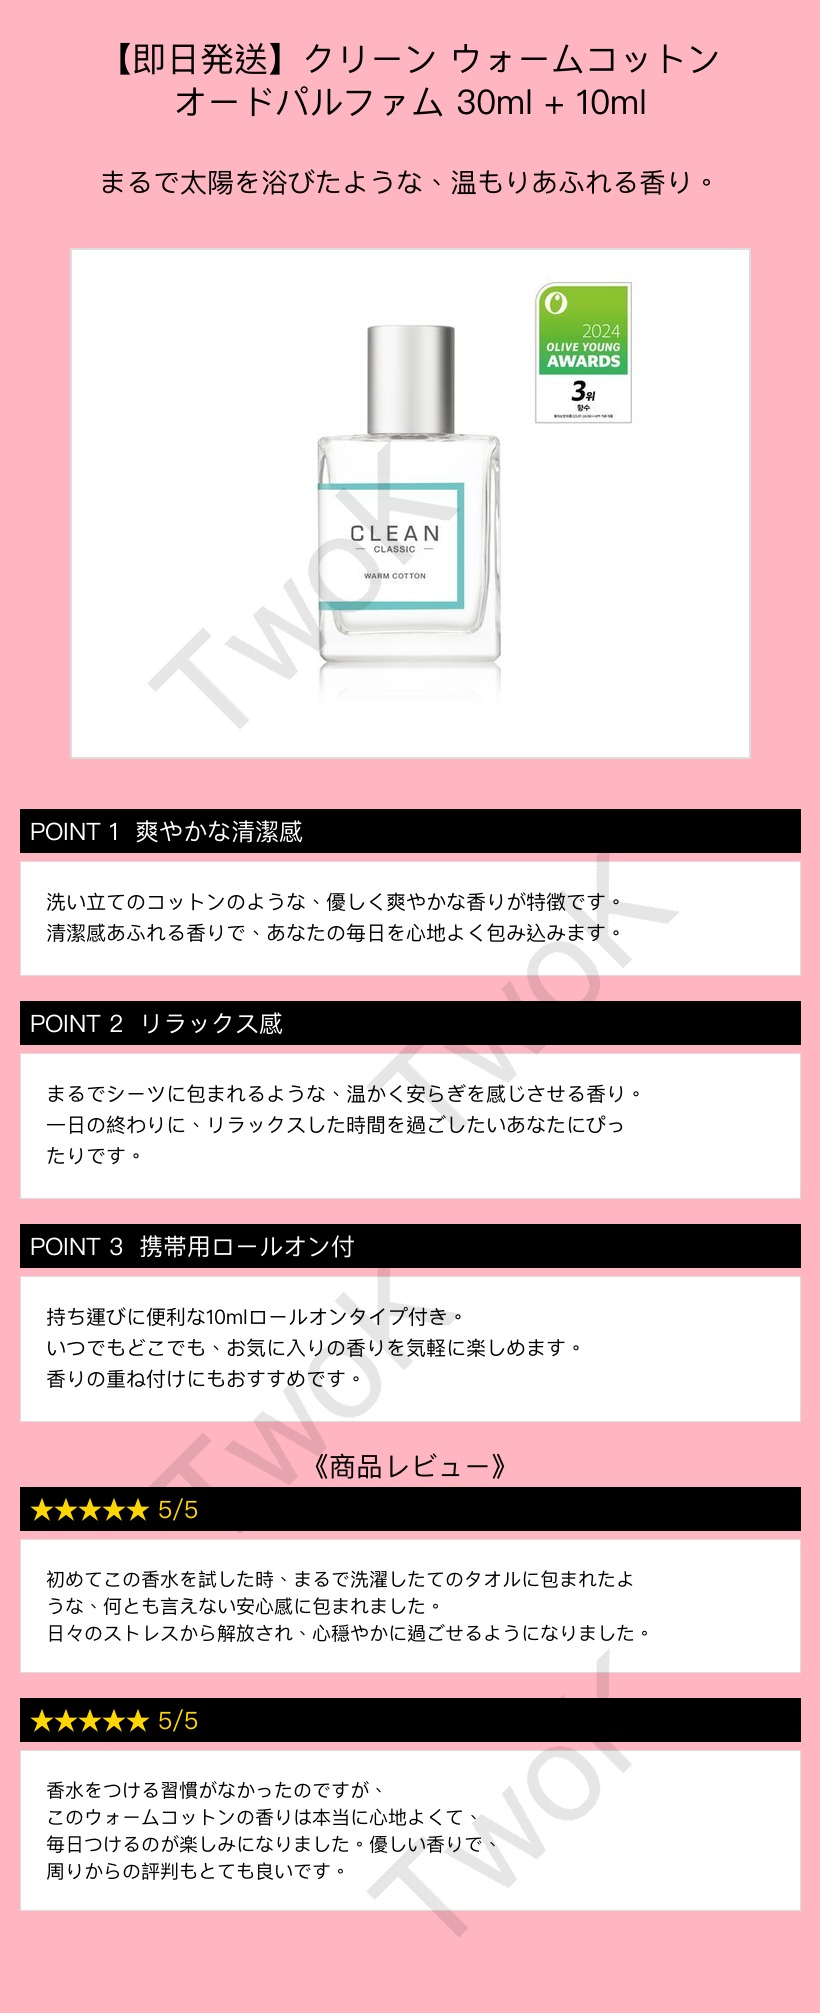 【即日発送】クリーン ウォームコットン
オードパルファム 30ml + 10ml
まるで太陽を浴びたような、温もりあふれる香り。
2024
OLIVE YOUNG
AWARDS
3위
향수
CLEAN
CLASSIC
WARM COTTON
TwoK
POINT 1 爽やかな清潔感
洗い立てのコットンのような、優しく爽やかな香りが特徴です。
清潔感あふれる香りで、あなたの毎日を心地よく包み込みます。
TwoK
POINT 2 リラックス感
まるでシーツに包まれるような、温かく安らぎを感じさせる香り。
一日の終わりに、リラックスした時間を過ごしたいあなたにぴっ
たりです。
POINT 3 携帯用ロールオン付
持ち運びに便利な10mlロールオンタイプ付き。
いつでもどこでも、お気に入りの香りを気軽に楽しめます。
香りの重ね付けにもおすすめです。
TwoK
《商品レビュー》
★★★★★ 5/5
初めてこの香水を試した時、まるで洗濯したてのタオルに包まれたよ
うな、何とも言えない安心感に包まれました。
日々のストレスから解放され、心穏やかに過ごせるようになりました。
★★★★★ 5/5
香水をつける習慣がなかったのですが、
このウォームコットンの香りは本当に心地よくて、
毎日つけるのが楽しみになりました。優しい香りで、
周りからの評判もとても良いです。
TwoK